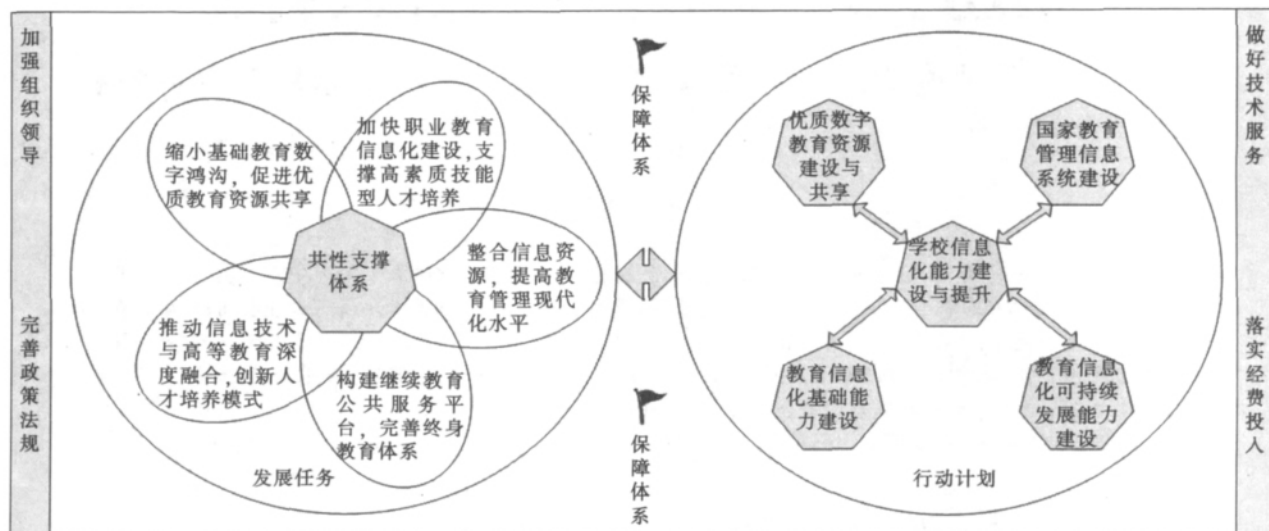 加强组织领导
完善政策法规
缩小基础教育数
字鸿沟，促进优
质教育资源共享
加快职业教育
信息化建设,支
撑高素质技能
型人才培养
共性支撑
体系
整合信息资
源，提高教
育管理现代
化水平
推动信息技术
与高等教育深
度融合,创新人
才培养模式
构建继续教育
公共服务平
台，完善终身
教育体系
发展任务
保障体系
保障体系
优质数字
教育资源
建设与
共享
国家教育
管理信息
系统建设
学校信息
化能力建
设与提升
教育信息
化基础能
力建设
教育信息
化可持续
发展能力
建设
行动计划
做好技术服务
落实经费投人